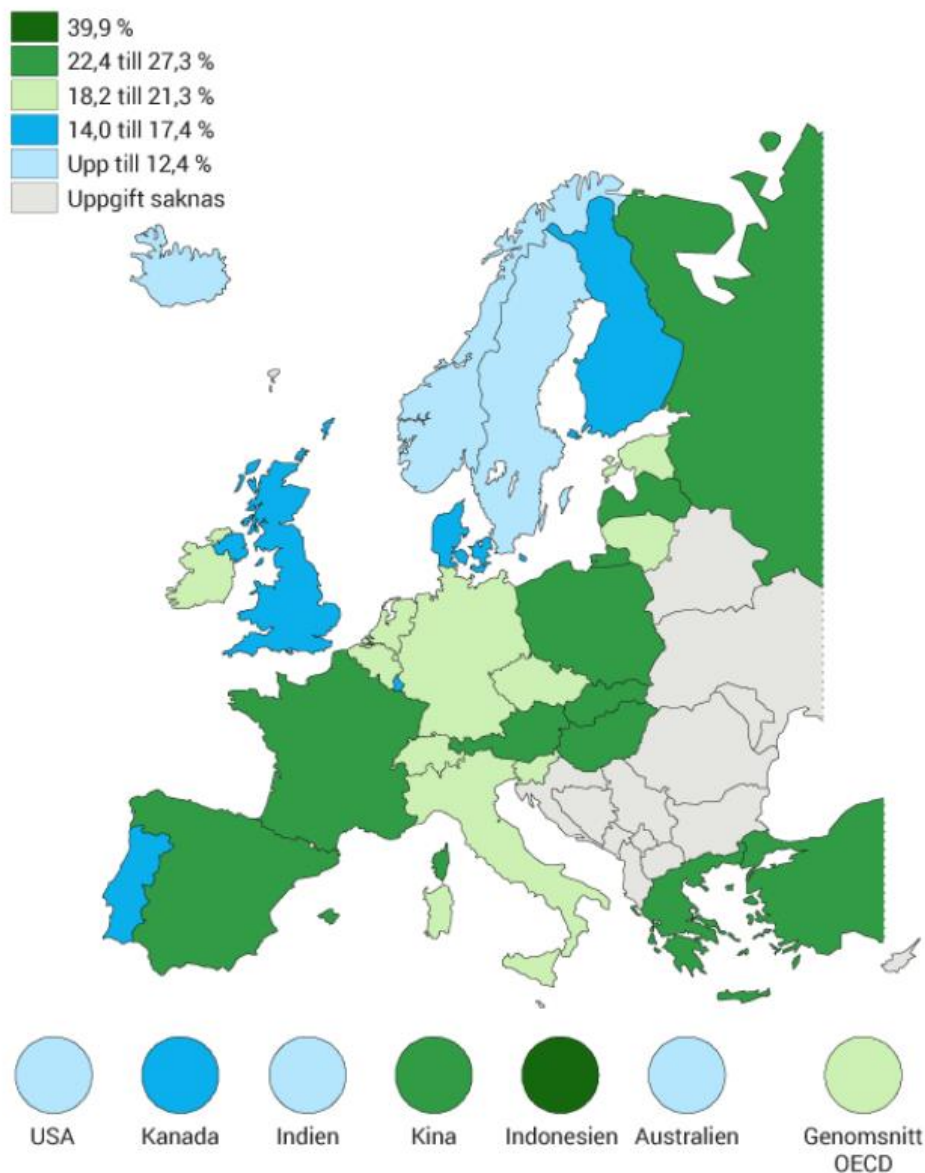 39,9 %
22,4 till 27,3 %
18,2 till 21,3 %
14,0 till 17,4 %
Upp till 12,4 %
Uppgift saknas
USA
Kanada
Indien
Kina
Indonesien
Australien
Genomsnitt
OECD